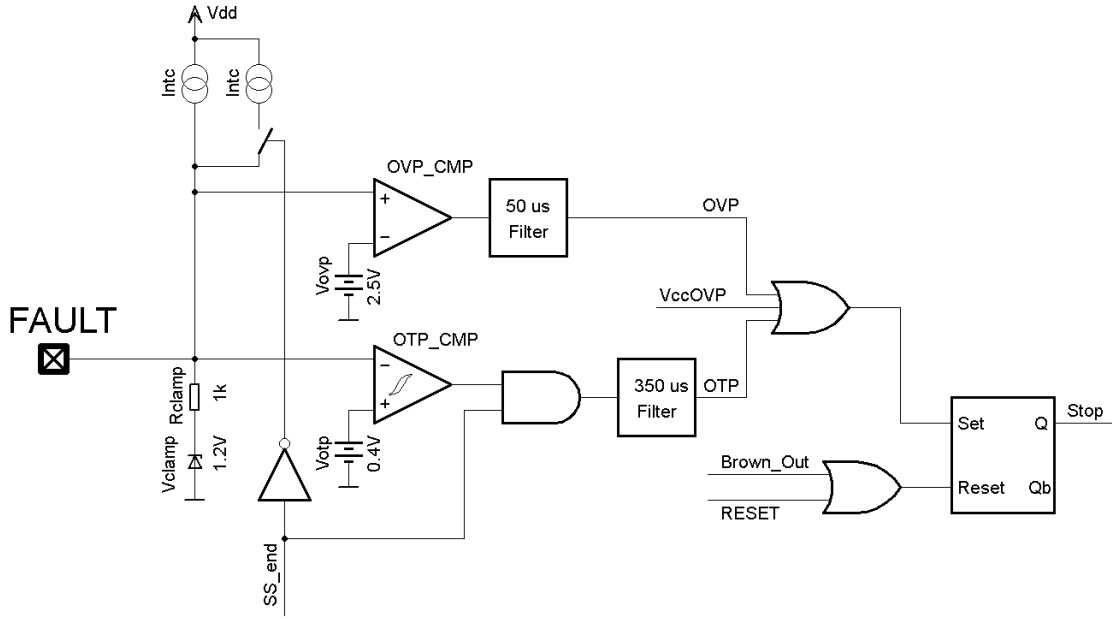 Vdd
Intc
Intc
OVP_CMP
+
−
50 us
Filter
OVP
Vovp
2.5V
VccOVP
FAULT
OTP_CMP
−
+
350 us
Filter
OTP
Rclamp
1k
Vclamp
1.2V
Votp
0.4V
Set
Q
Stop
Brown_Out
Reset
Qb
RESET
SS_end